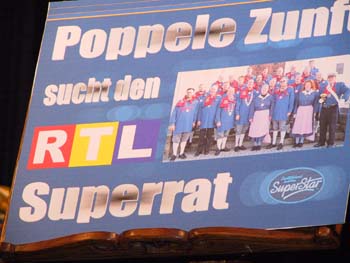 Poppele Zunft
sucht den
RTL
Superrat
SuperStar